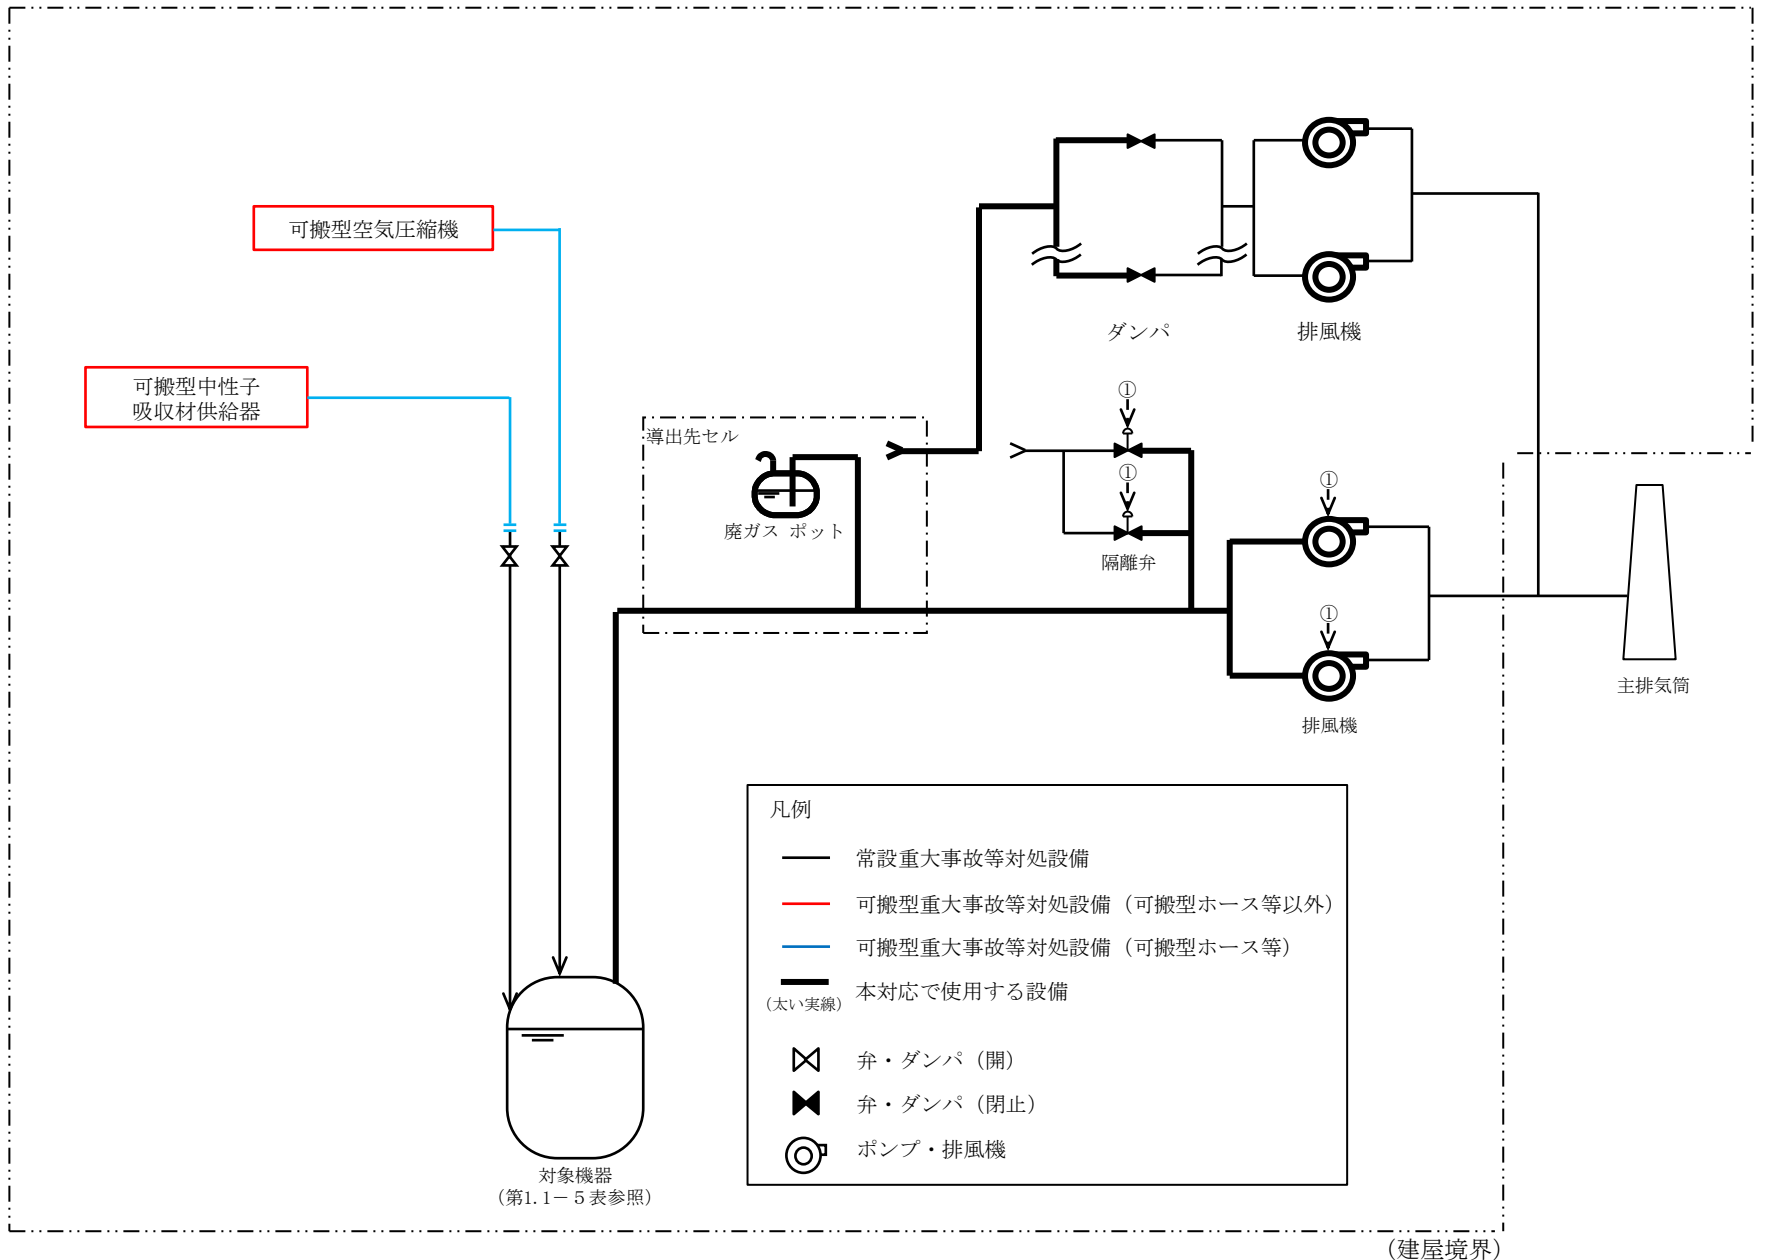 可搬型空気圧縮機
可搬型中性子
吸収材供給器
ダンパ
排風機
①
導出先セル
①
①
廃ガス ポット
隔離弁
①
主排気筒
排風機
凡例
常設重大事故等対処設備
可搬型重大事故等対処設備（可搬型ホース等以外）
可搬型重大事故等対処設備（可搬型ホース等）
本対応で使用する設備
（太い実線）
弁・ダンパ（開）
弁・ダンパ（閉止）
ポンプ・排風機
対象機器
（第1.1－５表参照）
（建屋境界）